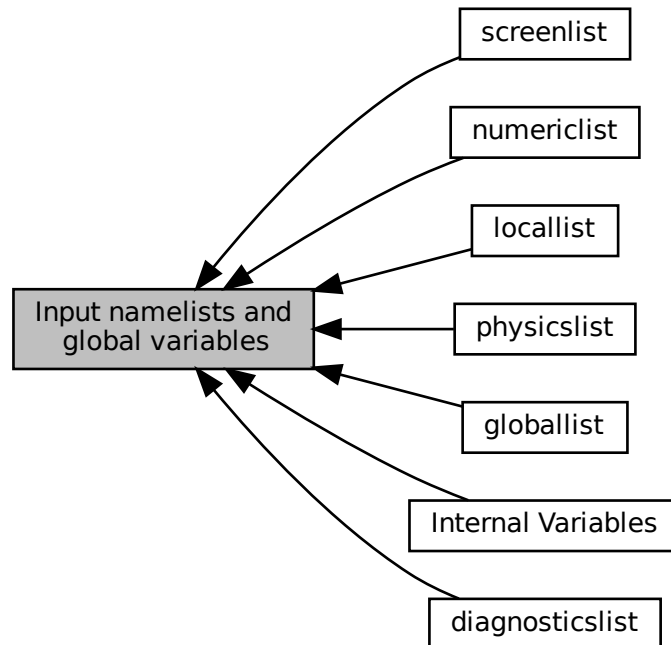 screenlist
numericlist
locallist
Input namelists and
global variables
physicslist
globallist
Internal Variables
diagnosticslist